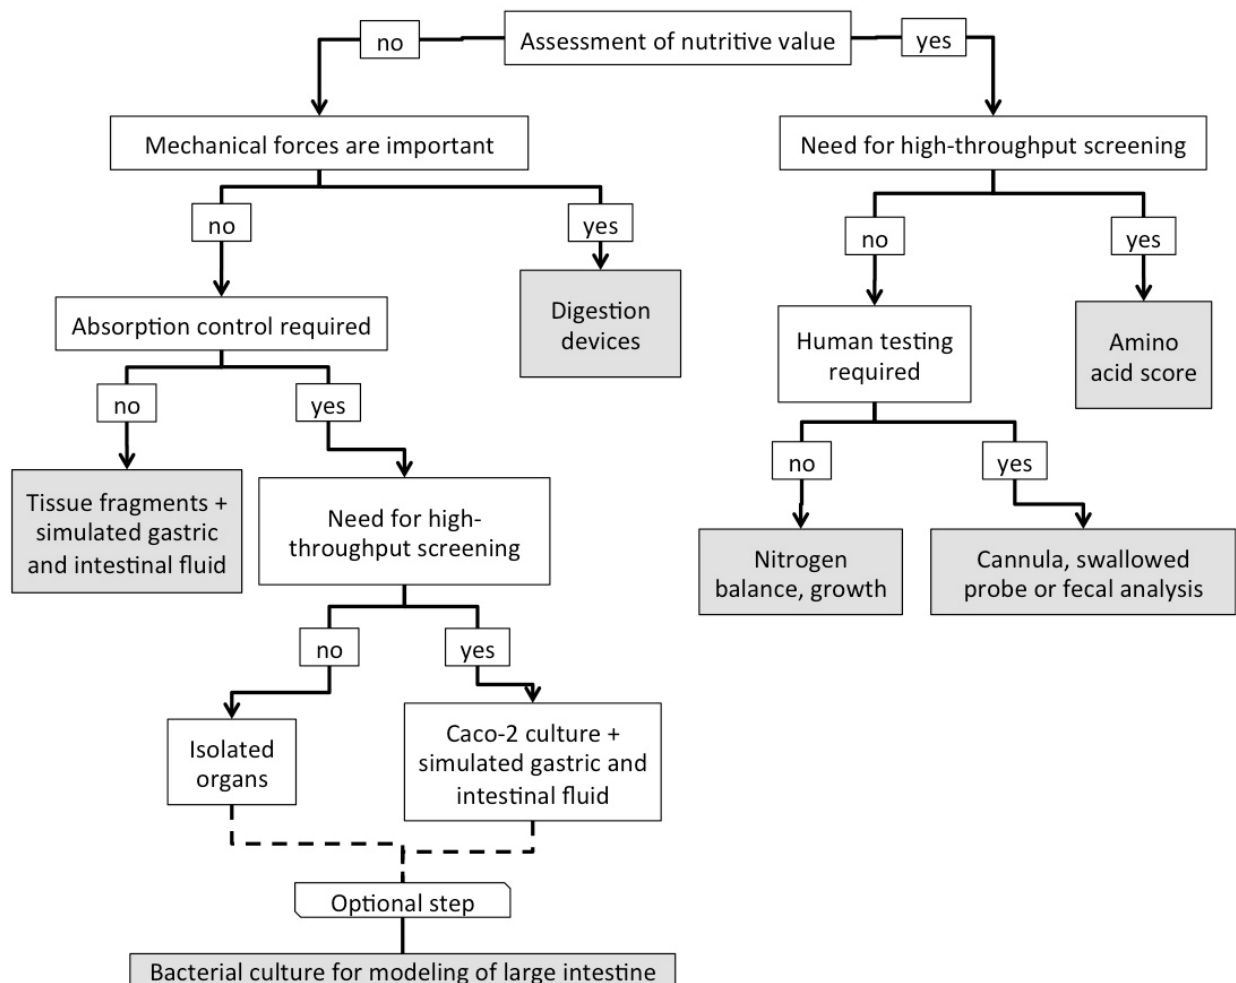 Assessment of nutritive value
no
yes
Mechanical forces are important
Need for high-throughput screening
no
yes
no
yes
Absorption control required
Digestion
devices
Human testing
required
Amino
acid score
no
yes
no
yes
Tissue fragments +
simulated gastric
and intestinal fluid
Need for high-
throughput screening
Nitrogen
balance, growth
Cannula, swallowed
probe or fecal analysis
no
yes
Isolated
organs
Caco-2 culture +
simulated gastric and
intestinal fluid
Optional step
Bacterial culture for modeling of large intestine